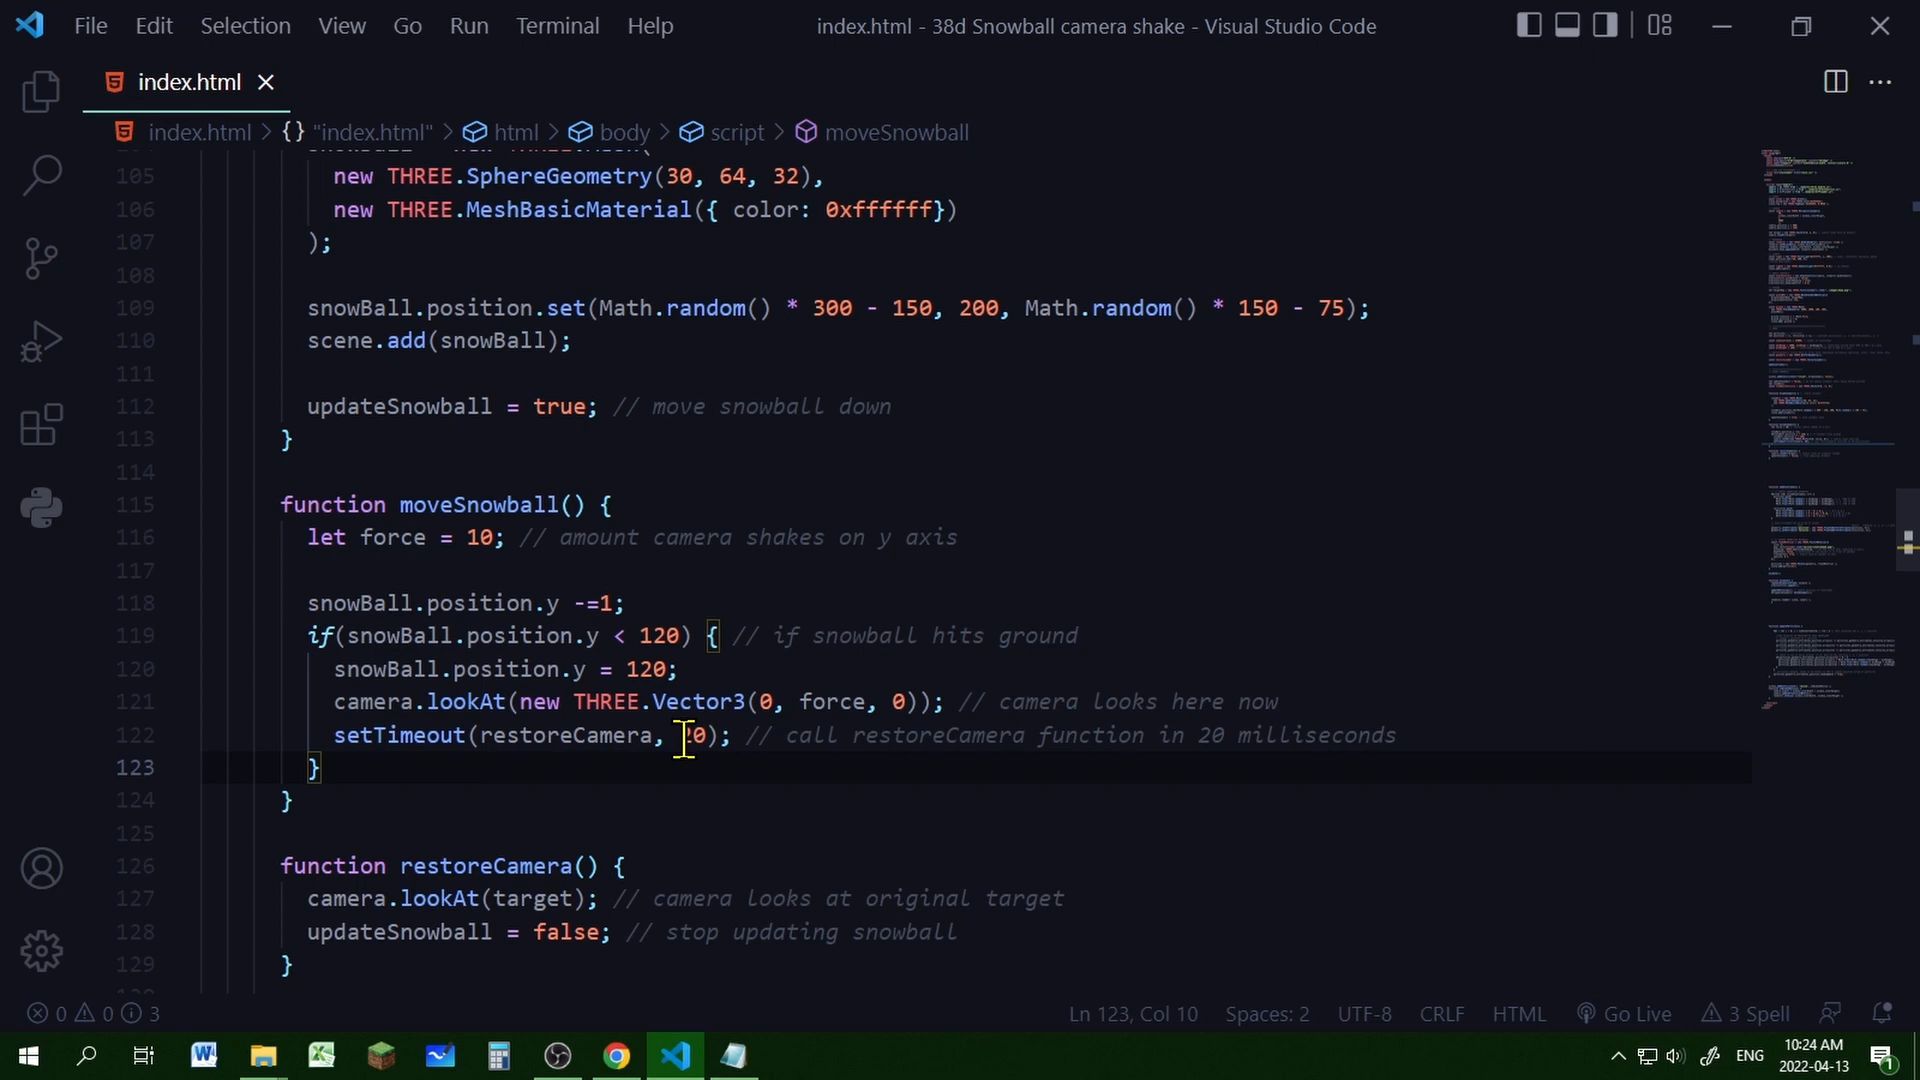 File Edit Selection View Go Run Terminal Help
index.html - 38d Snowball camera shake - Visual Studio Code
index.html
index.html > {} "index.html" > html > body > script > moveSnowball
105 new THREE.SphereGeometry(30, 64, 32),
106 new THREE.MeshBasicMaterial({ color: 0xffffff})
107 );
108
109 snowBall.position.set(Math.random() * 300 - 150, 200, Math.random() * 150 - 75);
110 scene.add(snowBall);
111
112 updateSnowball = true; // move snowball down
113 }
114
115 function moveSnowball() {
116 let force = 10; // amount camera shakes on y axis
117
118 snowBall.position.y -=1;
119 if(snowBall.position.y < 120) { // if snowball hits ground
120 snowBall.position.y = 120;
121 camera.lookAt(new THREE.Vector3(0, force, 0)); // camera looks here now
122 setTimeout(restoreCamera, 20); // call restoreCamera function in 20 milliseconds
123 }
124 }
125
126 function restoreCamera() {
127 camera.lookAt(target); // camera looks at original target
128 updateSnowball = false; // stop updating snowball
129 }
0 0 3
Ln 123, Col 10 Spaces: 2 UTF-8 CRLF HTML Go Live 3 Spell
ENG
10:24 AM
2022-04-13
1